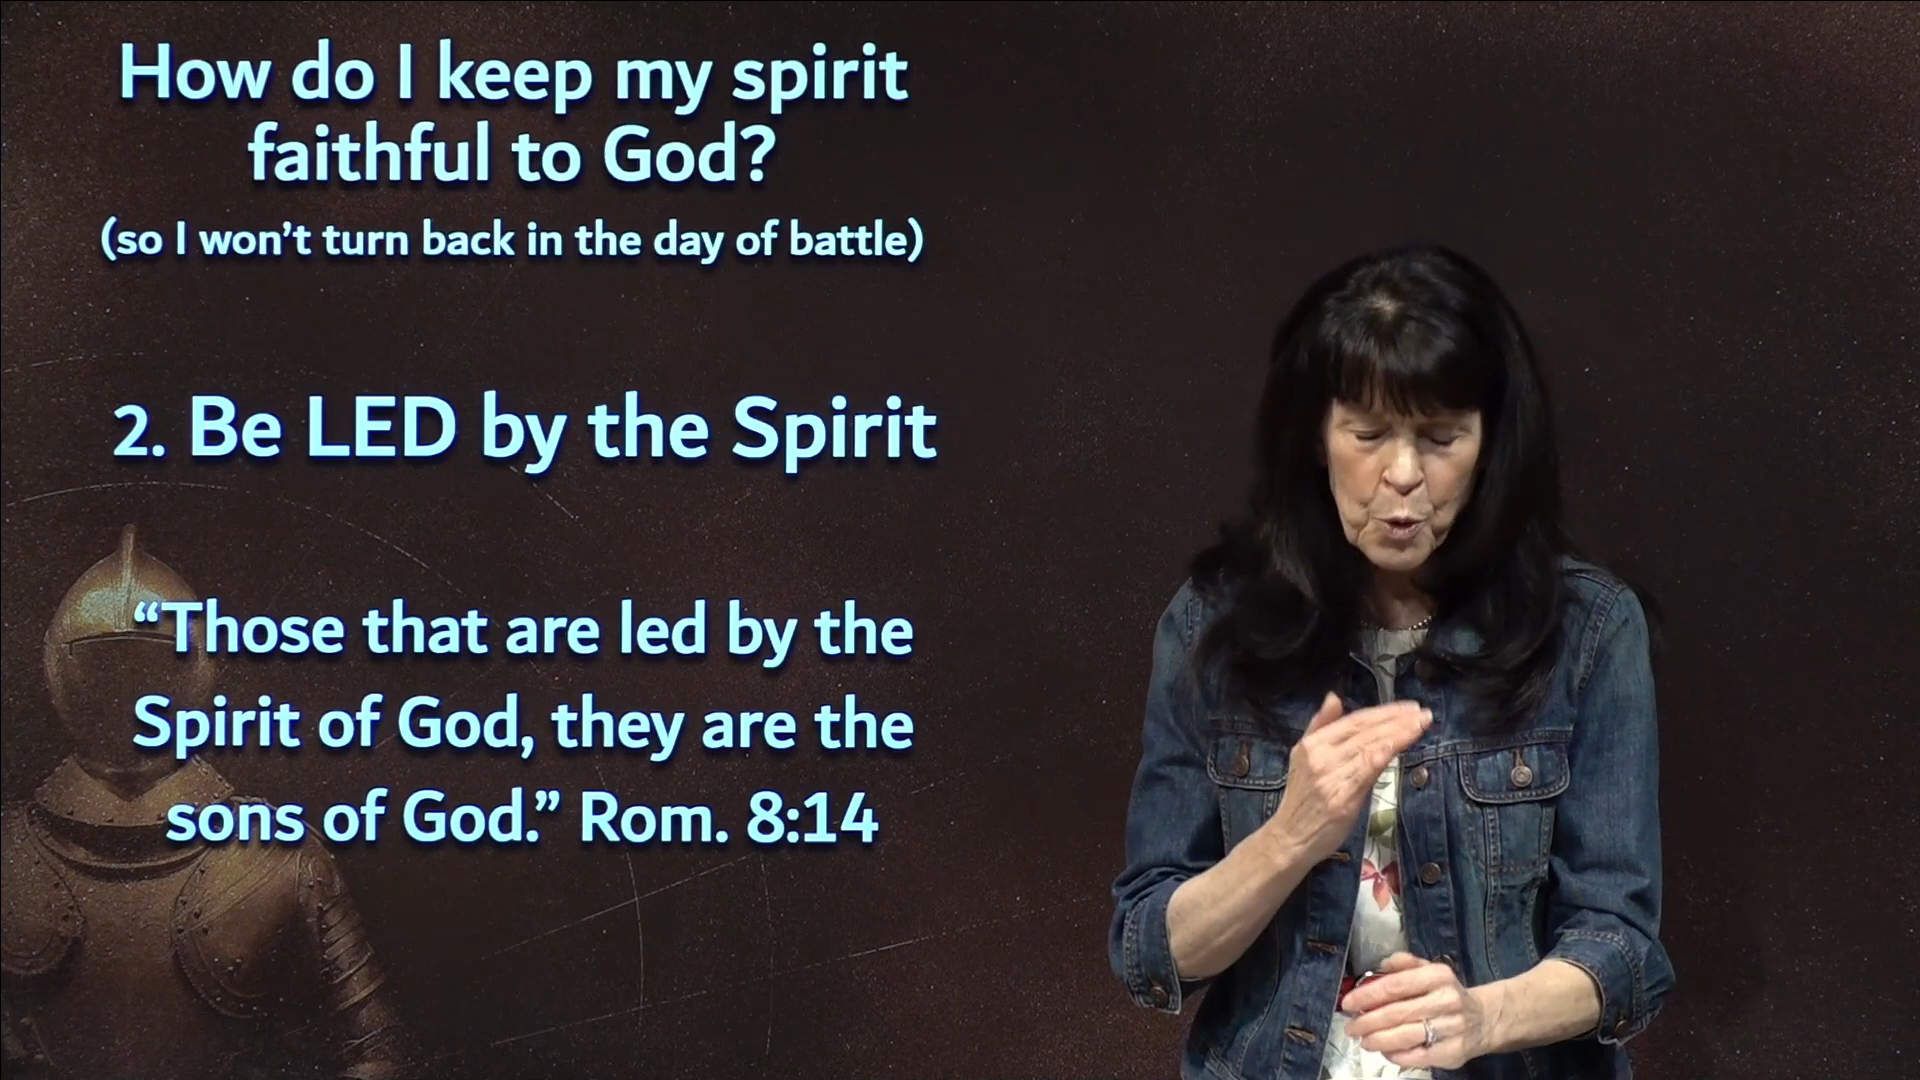 How do I keep my spirit
faithful to God?
(so I won’t turn back in the day of battle)
2. Be LED by the Spirit
“Those that are led by the
Spirit of God, they are the
sons of God.” Rom. 8:14